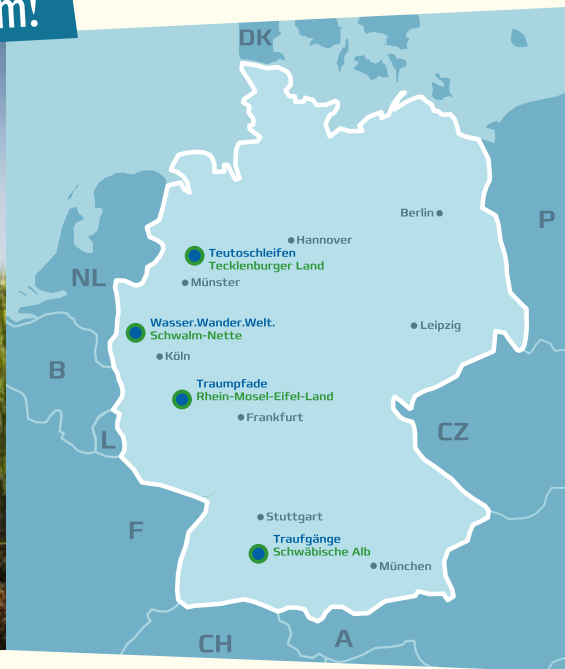 m!
DK
Berlin
P
Hannover
Teutoschleifen
Tecklenburger Land
NL
Münster
Wasser.Wander.Welt.
Schwalm-Nette
Leipzig
Köln
B
Traumpfade
Rhein-Mosel-Eifel-Land
Frankfurt
CZ
L
Stuttgart
F
Traufgänge
Schwäbische Alb
München
CH
A